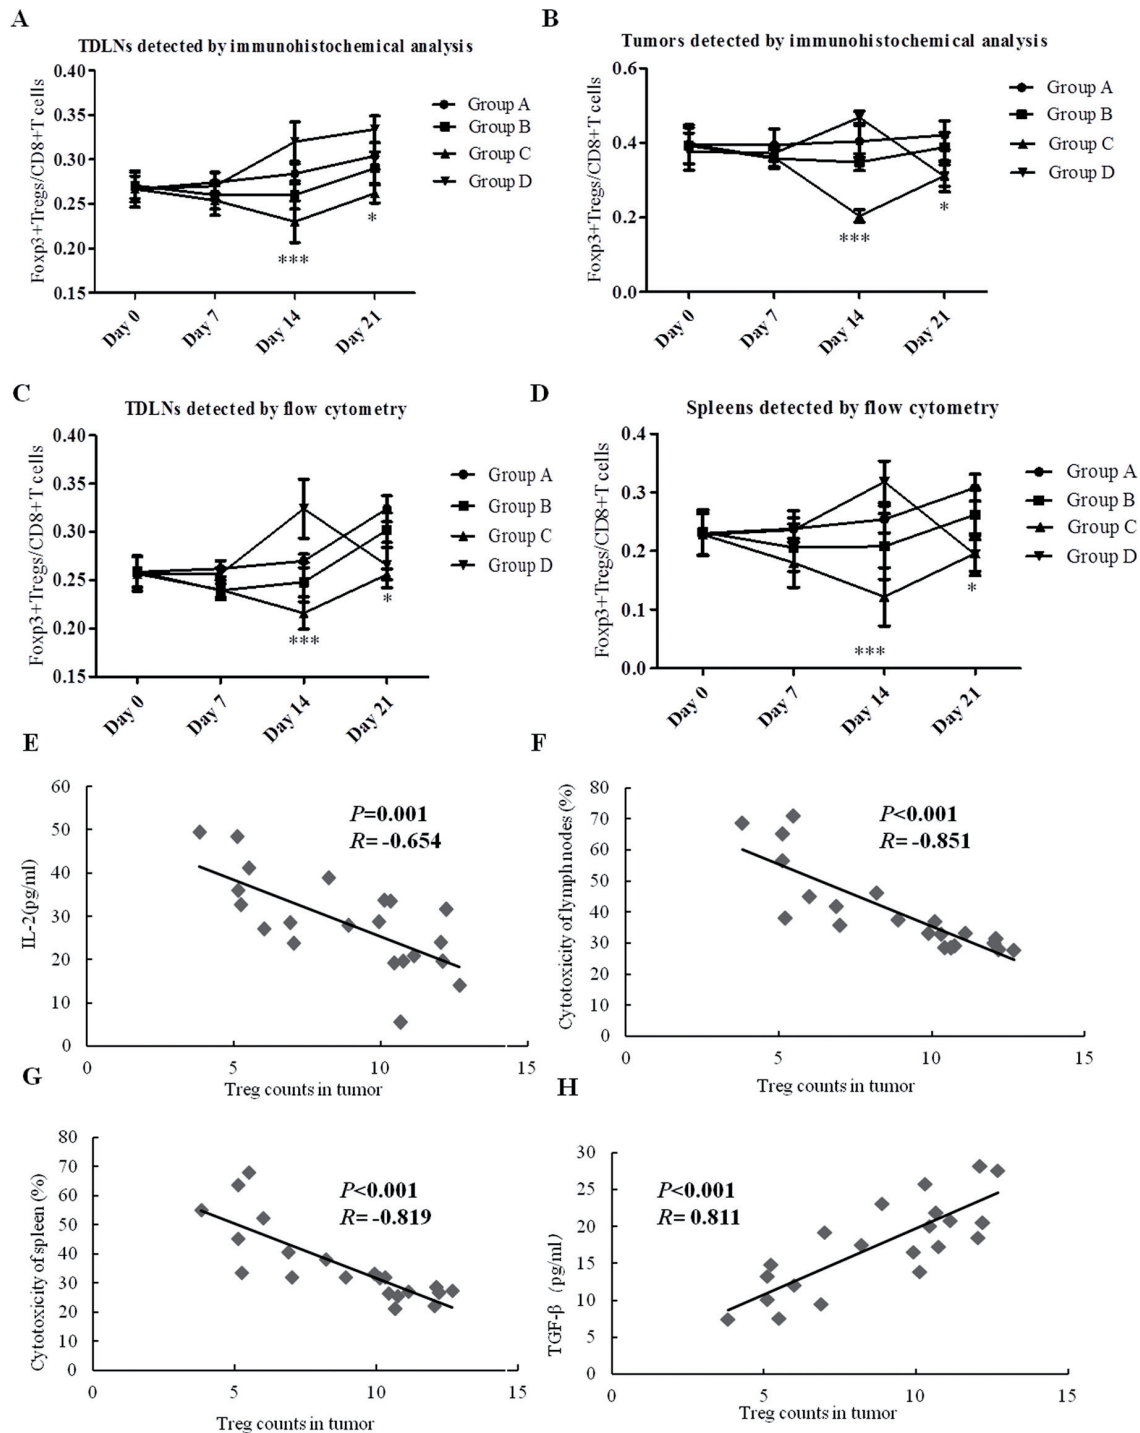 A
TDLNs detected by immunohistochemical analysis
Foxp3+Tregs/CD8+T cells
0.40
0.35
0.30
0.25
0.20
0.15
Day 0
Day 7
Day 14
Day 21
***
*
Group A
Group B
Group C
Group D
B
Tumors detected by immunohistochemical analysis
Foxp3+Tregs/CD8+T cells
0.6
0.4
0.2
0.0
Day 0
Day 7
Day 14
Day 21
***
*
Group A
Group B
Group C
Group D
C
TDLNs detected by flow cytometry
Foxp3+Tregs/CD8+T cells
0.40
0.35
0.30
0.25
0.20
0.15
Day 0
Day 7
Day 14
Day 21
***
*
Group A
Group B
Group C
Group D
D
Spleens detected by flow cytometry
Foxp3+Tregs/CD8+T cells
0.4
0.3
0.2
0.1
0.0
Day 0
Day 7
Day 14
Day 21
***
*
Group A
Group B
Group C
Group D
E
IL-2(pg/ml)
60
50
40
30
20
10
0
P=0.001
R= -0.654
0
5
10
15
Treg counts in tumor
F
Cytotoxicity of lymph nodes (%)
80
70
60
50
40
30
20
10
0
P<0.001
R= -0.851
0
5
10
15
Treg counts in tumor
G
Cytotoxicity of spleen (%)
80
70
60
50
40
30
20
10
0
P<0.001
R= -0.819
0
5
10
15
Treg counts in tumor
H
TGF-β (pg/ml)
30
25
20
15
10
5
0
P<0.001
R= 0.811
0
5
10
15
Treg counts in tumor